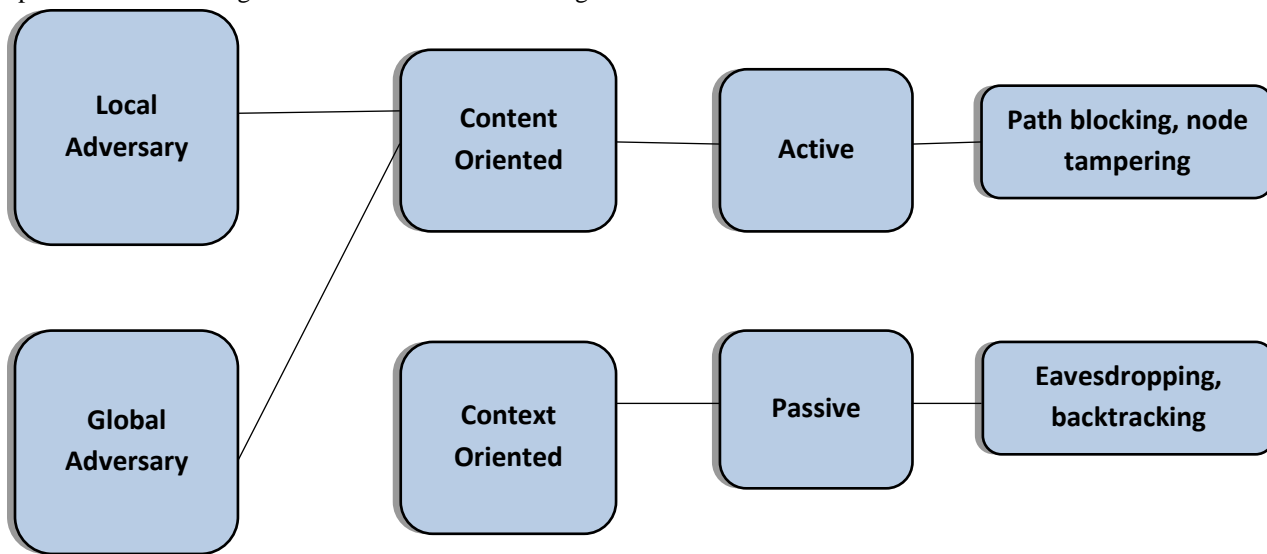 Local
Adversary
Content
Oriented
Active
Path blocking, node
tampering
Global
Adversary
Context
Oriented
Passive
Eavesdropping,
backtracking